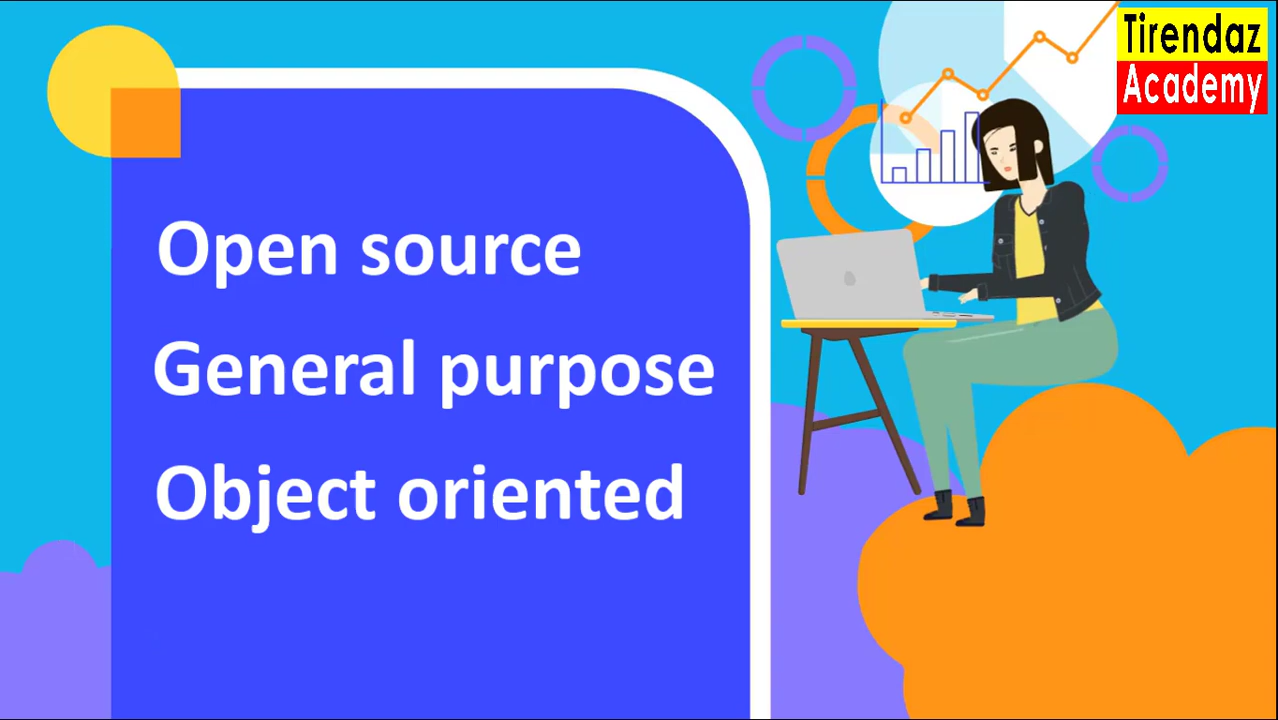 Tirendaz
Academy
Open source
General purpose
Object oriented